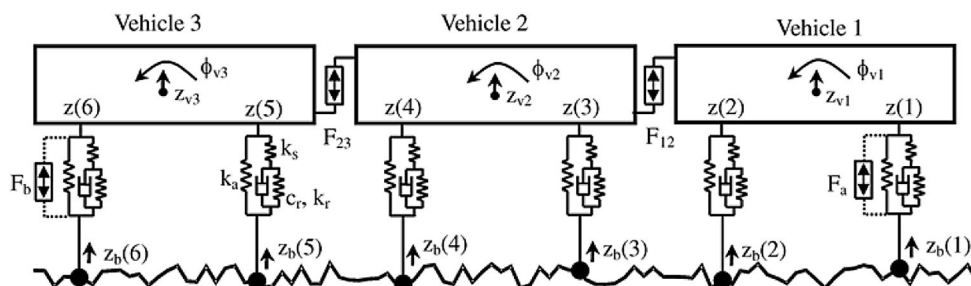 Vehicle 3 Vehicle 2 Vehicle 1
ϕv3 ϕv2 ϕv1
zv3 zv2 zv1
z(6) z(5) z(4) z(3) z(2) z(1)
F23 F12
ks
Fb ka Fa
cr, kr
zb(6) zb(5) zb(4) zb(3) zb(2) zb(1)